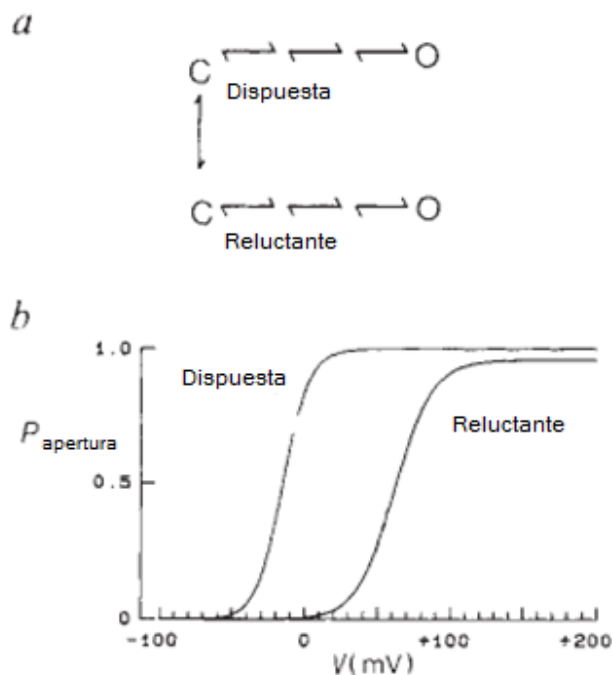 a
C O
Dispuesta
C O
Reluctante
b
1.0
Dispuesta
Reluctante
P apertura
0.5
0
-100 0 +100 +200
V(mV)